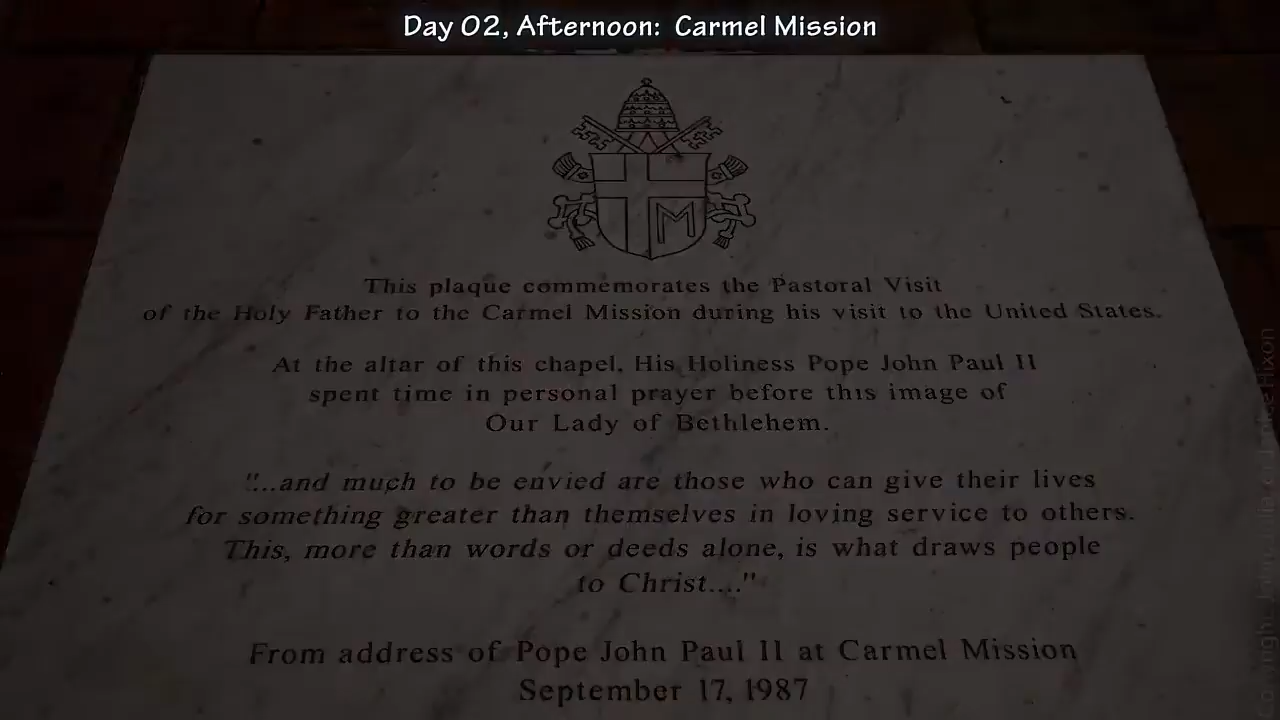 Day 02, Afternoon: Carmel Mission
M
This plaque commemorates the Pastoral Visit
of the Holy Father to the Carmel Mission during his visit to the United States.
At the altar of this chapel, His Holiness Pope John Paul II
spent time in personal prayer before this image of
Our Lady of Bethlehem.
"...and much to be envied are those who can give their lives
for something greater than themselves in loving service to others.
This, more than words or deeds alone, is what draws people
to Christ...."
From address of Pope John Paul II at Carmel Mission
September 17, 1987
Copyright
Hixon